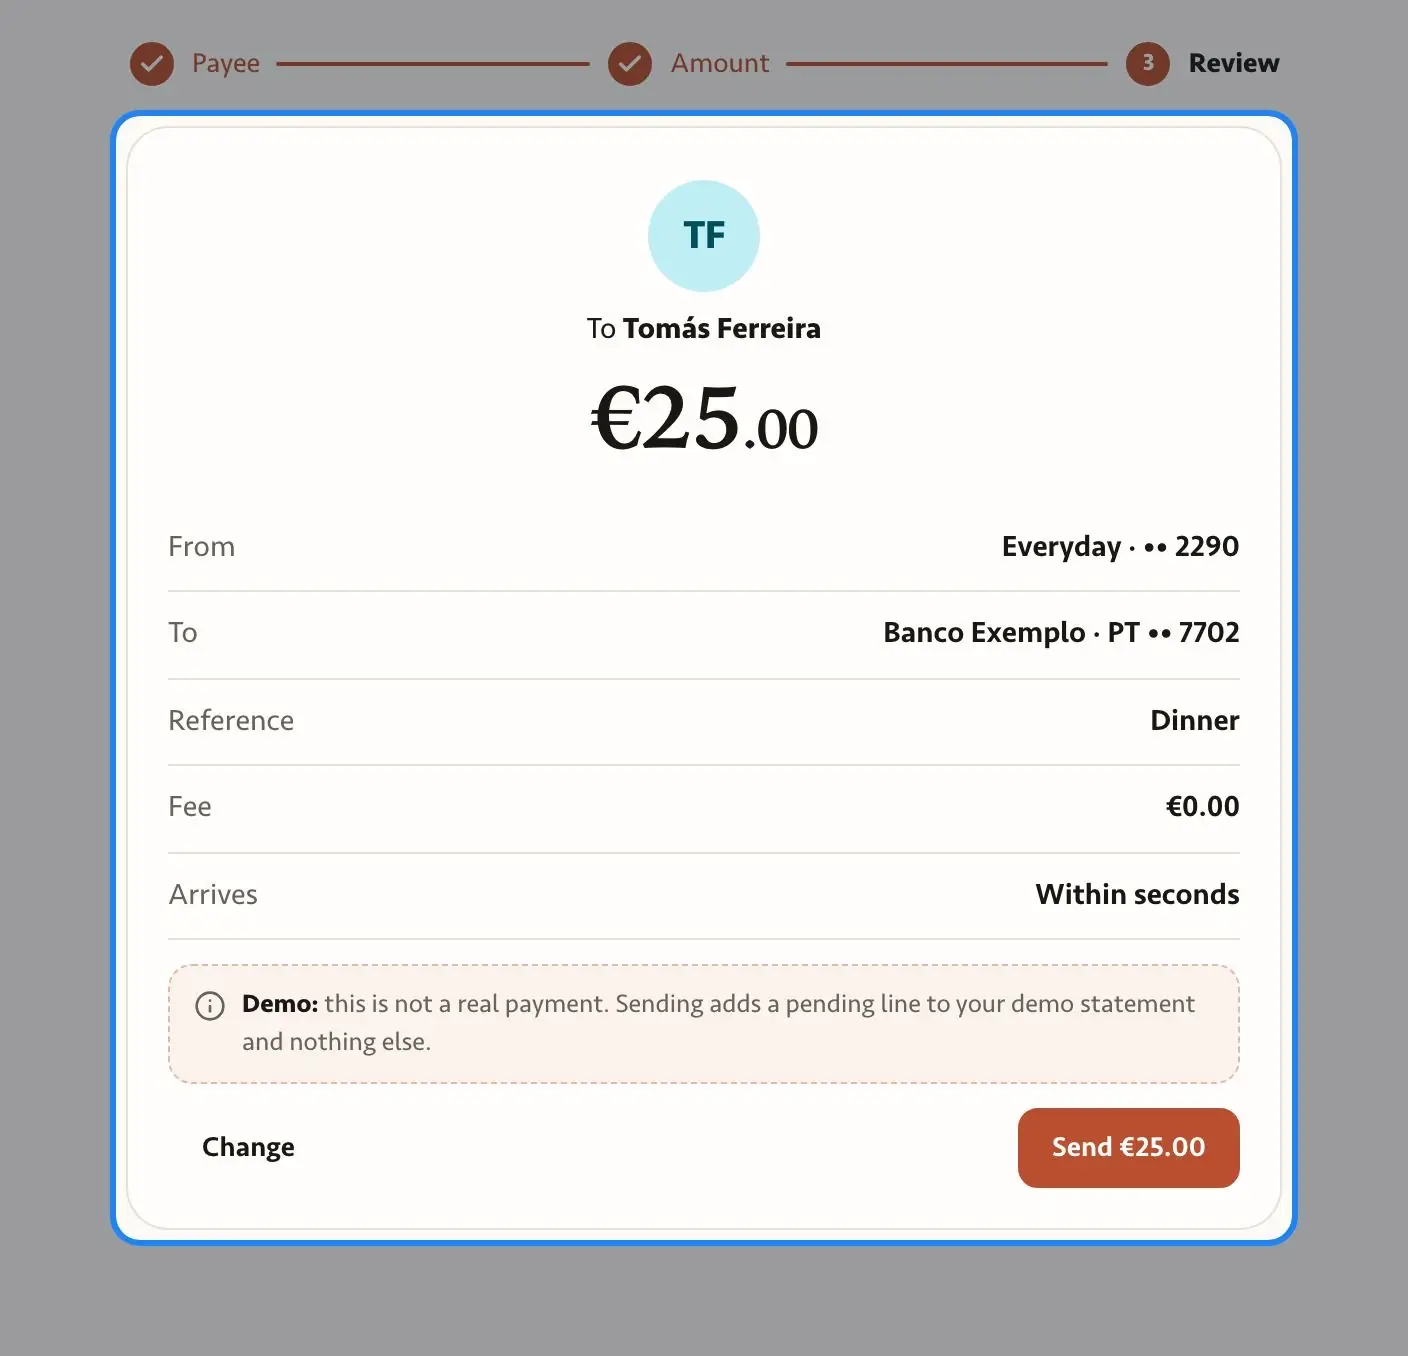 Payee
Amount
3 Review
TF
To Tomás Ferreira
€25.00
From Everyday · •• 2290
To Banco Exemplo · PT •• 7702
Reference Dinner
Fee €0.00
Arrives Within seconds
Demo: this is not a real payment. Sending adds a pending line to your demo statement
and nothing else.
Change Send €25.00